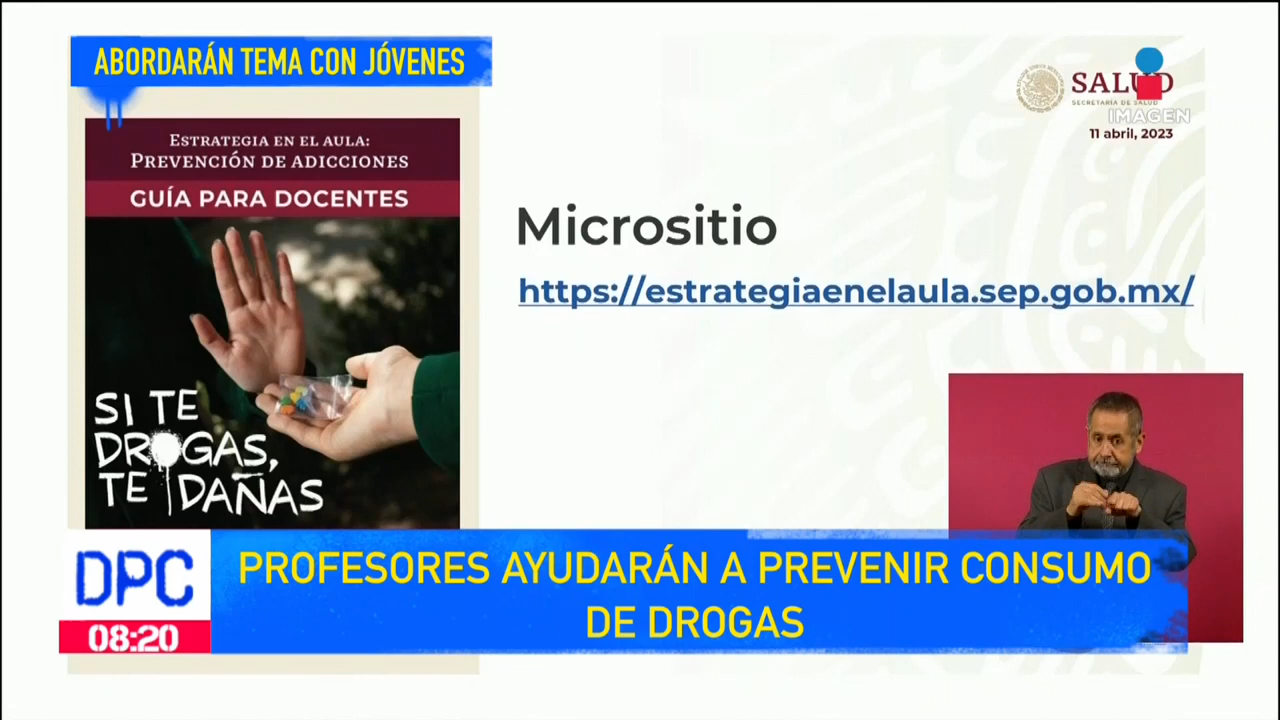 ABORDARÁN TEMA CON JÓVENES
ESTRATEGIA EN EL AULA:
PREVENCIÓN DE ADICCIONES
GUÍA PARA DOCENTES
SI TE
DROGAS,
TE DAÑAS
SALUD
SECRETARÍA DE SALUD
IMAGEN
11 abril, 2023
Micrositio
https://estrategiaenelaula.sep.gob.mx/
DPC
08:20
PROFESORES AYUDARÁN A PREVENIR CONSUMO
DE DROGAS